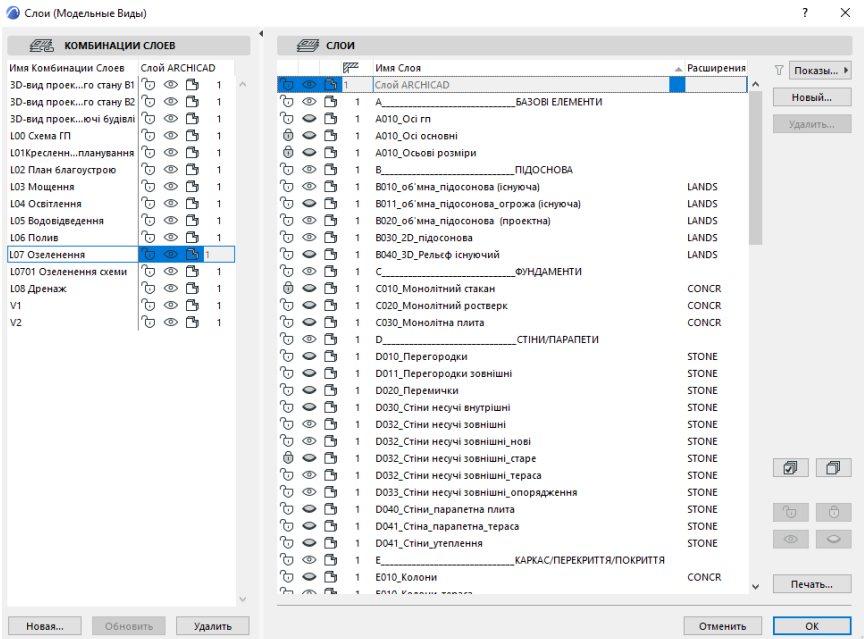 Слои (Модельные Виды)
КОМБИНАЦИИ СЛОЕВ
Имя Комбинации Слоев Слой ARCHICAD
3D-вид проек...го стану В1 1
3D-вид проек...го стану В2 1
3D-вид проек...ючі будівлі 1
L00 Схема ГП 1
L01Кресленн...планування 1
L02 План благоустрою 1
L03 Мощення 1
L04 Освітлення 1
L05 Водовідведення 1
L06 Полив 1
L07 Озеленення 1
L0701 Озеленення схеми 1
L08 Дренаж 1
V1 1
V2 1
Новая...
Обновить
Удалить
СЛОИ
Имя Слоя Расширения
1 Слой ARCHICAD
1 A____________________________БАЗОВІ ЕЛЕМЕНТИ
1 A010_Осі гп
1 A010_Осі основні
1 A010_Осьові розміри
1 B____________________________ПІДОСНОВА
1 B010_об'мна_підосонова (існуюча) LANDS
1 B011_об'мна_підосонова_огрожа (існуюча) LANDS
1 B020_об'мна_підосонова (проектна) LANDS
1 B030_2D_підосонова LANDS
1 B040_3D_Рельєф існуючий LANDS
1 C____________________________ФУНДАМЕНТИ
1 C010_Монолітний стакан CONCR
1 C020_Монолітний ростверк CONCR
1 C030_Монолітна плита CONCR
1 D____________________________СТІНИ/ПАРАПЕТИ
1 D010_Перегородки STONE
1 D011_Перегородки зовнішні STONE
1 D020_Перемички STONE
1 D030_Стіни несучі внутрішні STONE
1 D032_Стіни несучі зовнішні STONE
1 D032_Стіни несучі зовнішні_нові STONE
1 D032_Стіни несучі зовнішні_старе STONE
1 D032_Стіни несучі зовнішні_тераса STONE
1 D033_Стіни несучі зовнішні_опорядження STONE
1 D040_Стіни_парапетна плита STONE
1 D041_Стіна_парапетна_тераса STONE
1 D041_Стіни_утеплення STONE
1 E____________________________КАРКАС/ПЕРЕКРИТТЯ/ПОКРИТТЯ
1 E010_Колони CONCR
E010_Колони_тераса
Показы...
Новый...
Удалить...
Печать...
Отменить
ОК